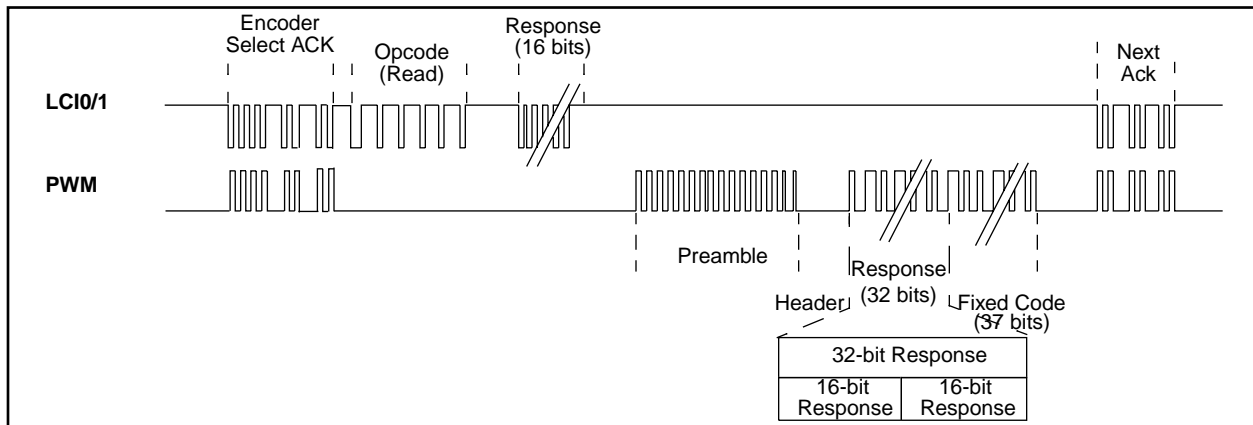 Encoder
Select ACK
Opcode
(Read)
Response
(16 bits)
Next
Ack
LCI0/1
PWM
Preamble
Header
Response
(32 bits)
Fixed Code
(37 bits)
32-bit Response
16-bit
Response
16-bit
Response